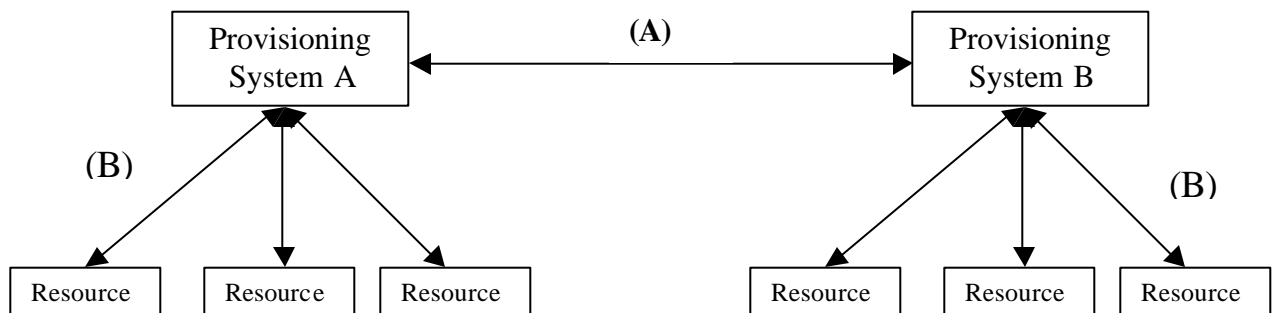 Provisioning
System A
(A)
Provisioning
System B
(B)
(B)
Resource
Resource
Resource
Resource
Resource
Resource